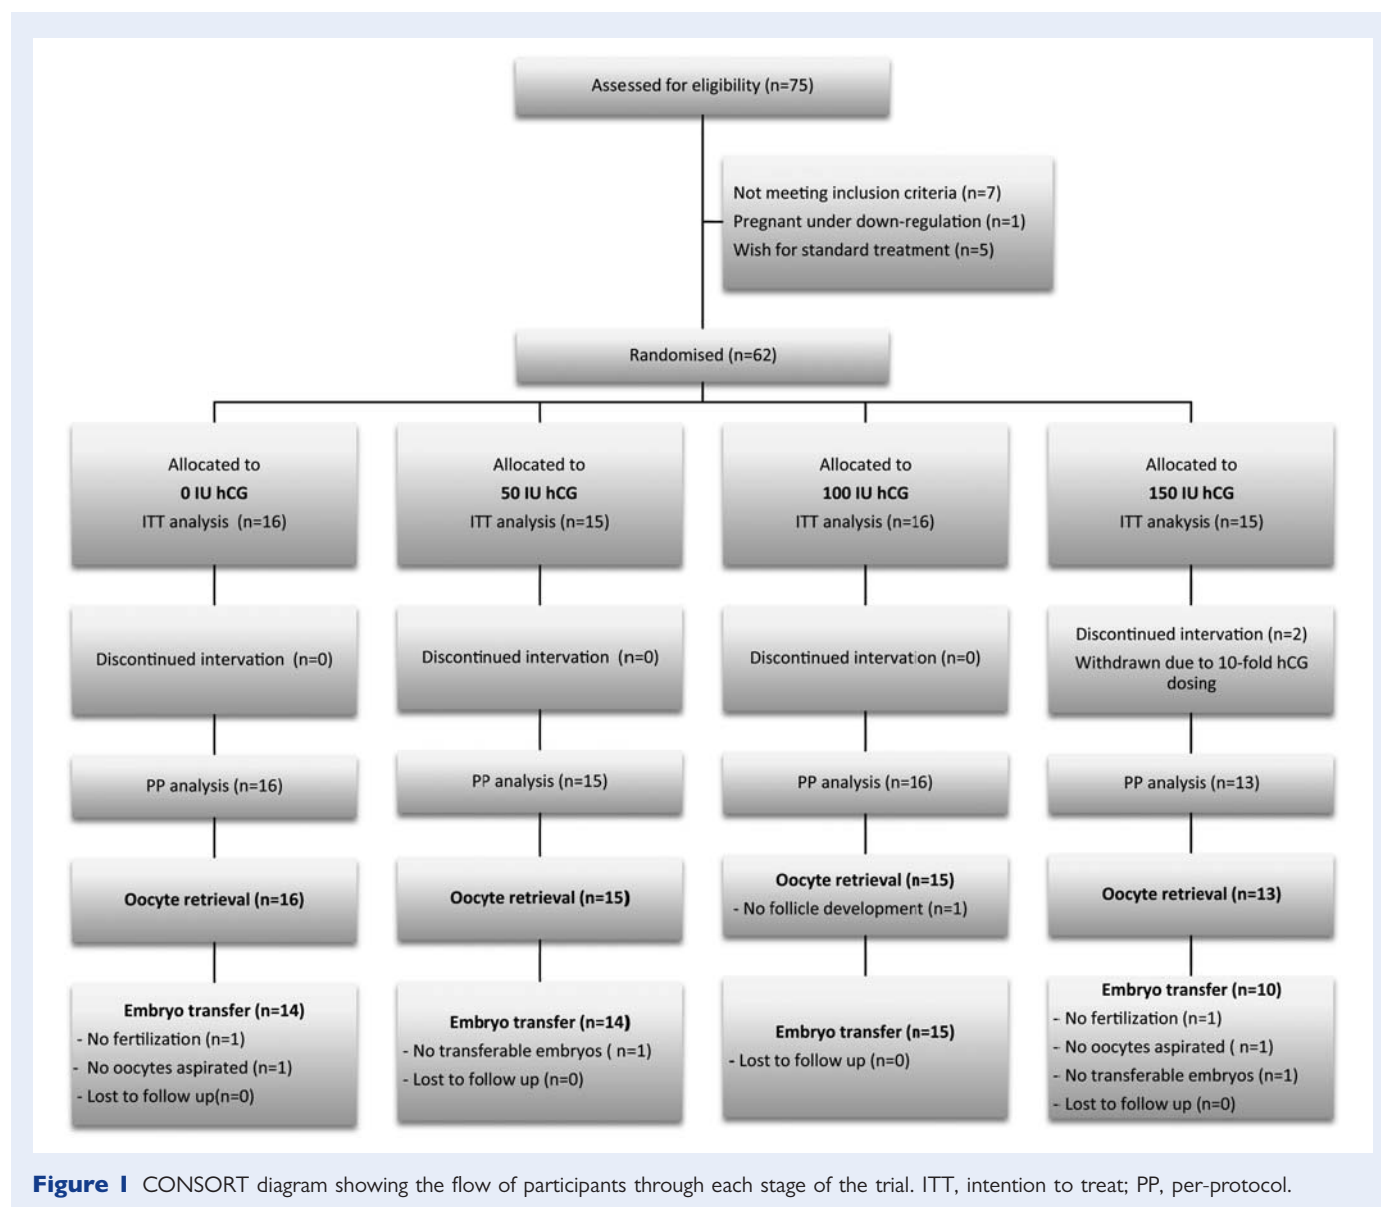 Assessed for eligibility (n=75)
Not meeting inclusion criteria (n=7)
Pregnant under down-regulation (n=1)
Wish for standard treatment (n=5)
Randomised (n=62)
Allocated to
0 IU hCG
ITT analysis (n=16)
Allocated to
50 IU hCG
ITT analysis (n=15)
Allocated to
100 IU hCG
ITT analysis (n=16)
Allocated to
150 IU hCG
ITT anakysis (n=15)
Discontinued intervation (n=0)
Discontinued intervation (n=0)
Discontinued intervation (n=0)
Discontinued intervation (n=2)
Withdrawn due to 10-fold hCG
dosing
PP analysis (n=16)
PP analysis (n=15)
PP analysis (n=16)
PP analysis (n=13)
Oocyte retrieval (n=16)
Oocyte retrieval (n=15)
Oocyte retrieval (n=15)
- No follicle development (n=1)
Oocyte retrieval (n=13)
Embryo transfer (n=14)
- No fertilization (n=1)
- No oocytes aspirated (n=1)
- Lost to follow up(n=0)
Embryo transfer (n=14)
- No transferable embryos ( n=1)
- Lost to follow up (n=0)
Embryo transfer (n=15)
- Lost to follow up (n=0)
Embryo transfer (n=10)
- No fertilization (n=1)
- No oocytes aspirated ( n=1)
- No transferable embryos (n=1)
- Lost to follow up (n=0)
Figure 1 CONSORT diagram showing the flow of participants through each stage of the trial. ITT, intention to treat; PP, per-protocol.